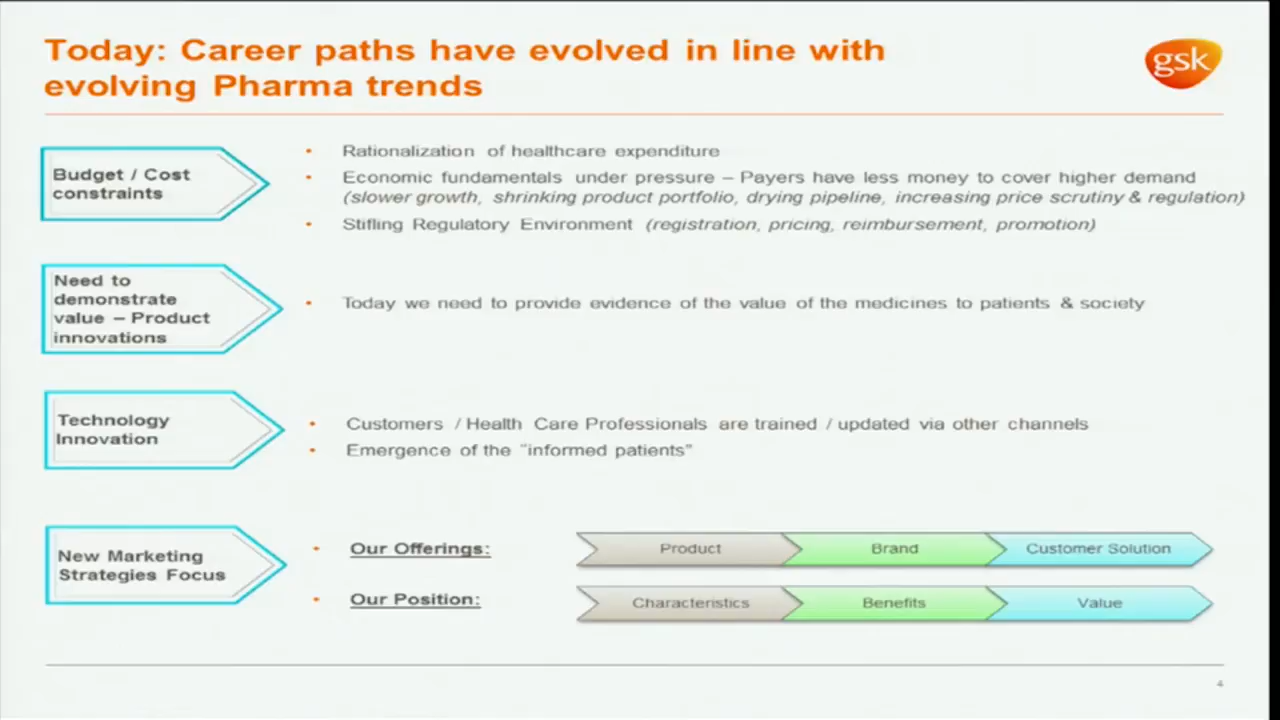 Today: Career paths have evolved in line with
evolving Pharma trends
gsk
Budget / Cost
constraints
• Rationalization of healthcare expenditure
• Economic fundamentals under pressure – Payers have less money to cover higher demand
(slower growth, shrinking product portfolio, drying pipeline, increasing price scrutiny & regulation)
• Stifling Regulatory Environment (registration, pricing, reimbursement, promotion)
Need to
demonstrate
value – Product
innovations
• Today we need to provide evidence of the value of the medicines to patients & society
Technology
Innovation
• Customers / Health Care Professionals are trained / updated via other channels
• Emergence of the "informed patients"
New Marketing
Strategies Focus
• Our Offerings:
Product
Brand
Customer Solution
• Our Position:
Characteristics
Benefits
Value
4